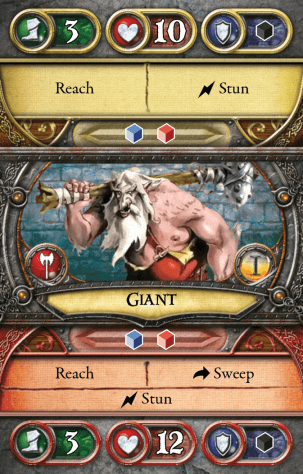 3 10
Reach Stun
GIANT
I
Reach Sweep
Stun
3 12